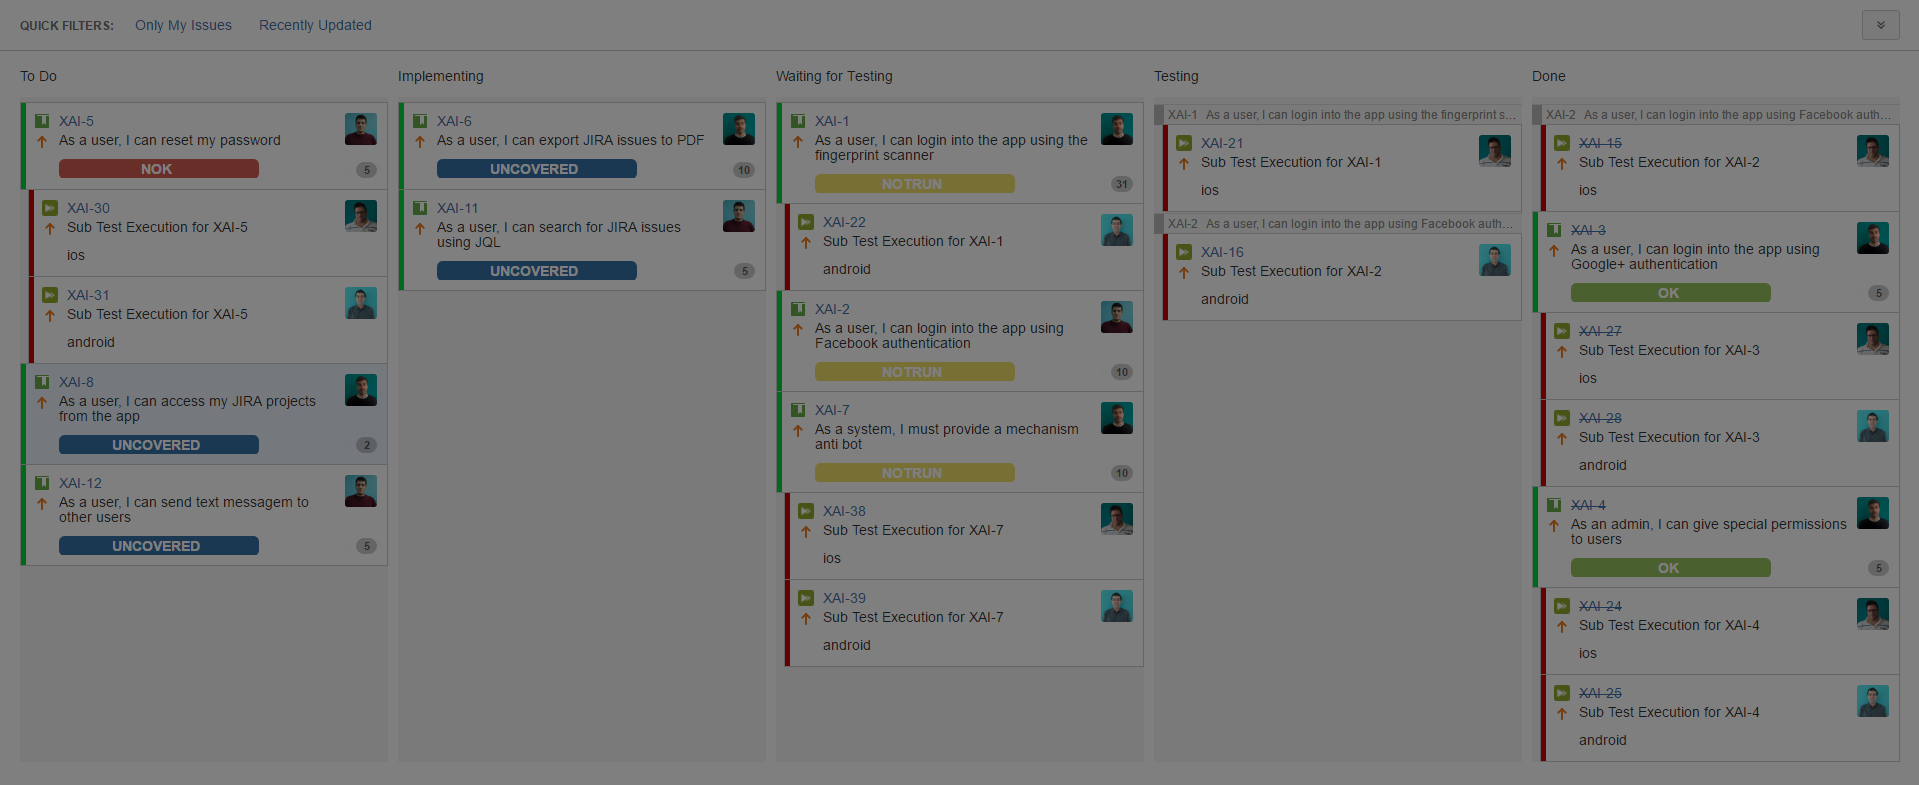 QUICK FILTERS: Only My Issues Recently Updated
To Do
XAI-5
As a user, I can reset my password
NOK
5
XAI-30
Sub Test Execution for XAI-5
ios
XAI-31
Sub Test Execution for XAI-5
android
XAI-8
As a user, I can access my JIRA projects
from the app
UNCOVERED
2
XAI-12
As a user, I can send text messagem to
other users
UNCOVERED
5
Implementing
XAI-6
As a user, I can export JIRA issues to PDF
UNCOVERED
10
XAI-11
As a user, I can search for JIRA issues
using JQL
UNCOVERED
5
Waiting for Testing
XAI-1
As a user, I can login into the app using the
fingerprint scanner
NOTRUN
31
XAI-22
Sub Test Execution for XAI-1
android
XAI-2
As a user, I can login into the app using
Facebook authentication
NOTRUN
10
XAI-7
As a system, I must provide a mechanism
anti bot
NOTRUN
10
XAI-38
Sub Test Execution for XAI-7
ios
XAI-39
Sub Test Execution for XAI-7
android
Testing
XAI-1 As a user, I can login into the app using the fingerprint s...
XAI-21
Sub Test Execution for XAI-1
ios
XAI-2 As a user, I can login into the app using Facebook auth...
XAI-16
Sub Test Execution for XAI-2
android
Done
XAI-2 As a user, I can login into the app using Facebook auth...
XAI-15
Sub Test Execution for XAI-2
ios
XAI-3
As a user, I can login into the app using
Google+ authentication
OK
5
XAI-27
Sub Test Execution for XAI-3
ios
XAI-28
Sub Test Execution for XAI-3
android
XAI-4
As an admin, I can give special permissions
to users
OK
5
XAI-24
Sub Test Execution for XAI-4
ios
XAI-25
Sub Test Execution for XAI-4
android